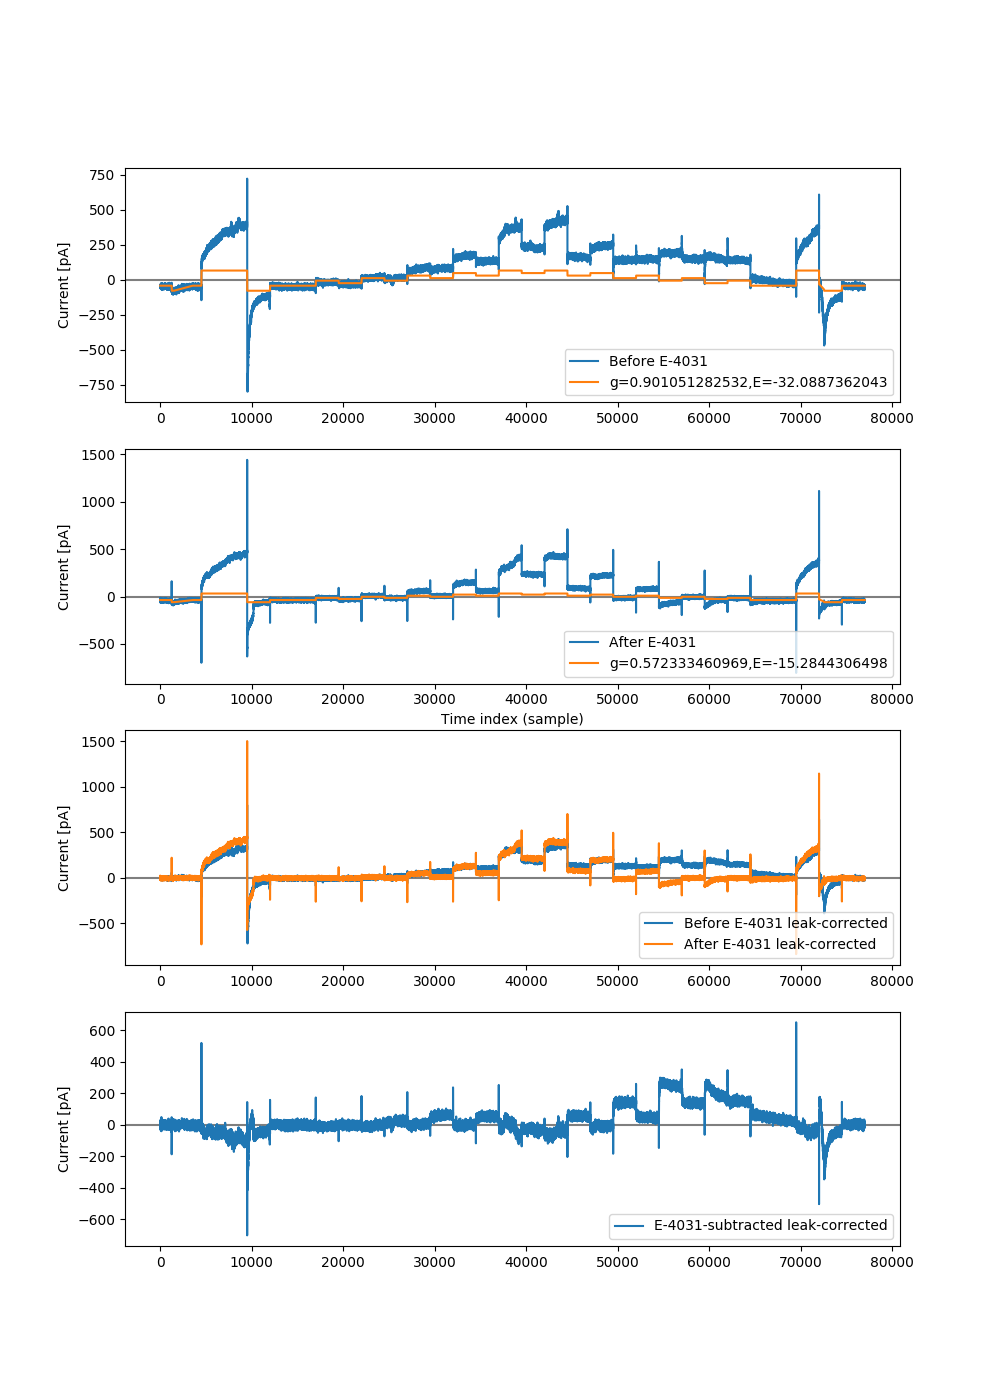 750
500
250
0
−250
−500
−750
Current [pA]
Before E-4031
g=0.901051282532,E=-32.0887362043
0 10000 20000 30000 40000 50000 60000 70000 80000
1500
1000
500
0
−500
Current [pA]
After E-4031
g=0.572333460969,E=-15.2844306498
0 10000 20000 30000 40000 50000 60000 70000 80000
Time index (sample)
1500
1000
500
0
−500
Current [pA]
Before E-4031 leak-corrected
After E-4031 leak-corrected
0 10000 20000 30000 40000 50000 60000 70000 80000
600
400
200
0
−200
−400
−600
Current [pA]
E-4031-subtracted leak-corrected
0 10000 20000 30000 40000 50000 60000 70000 80000